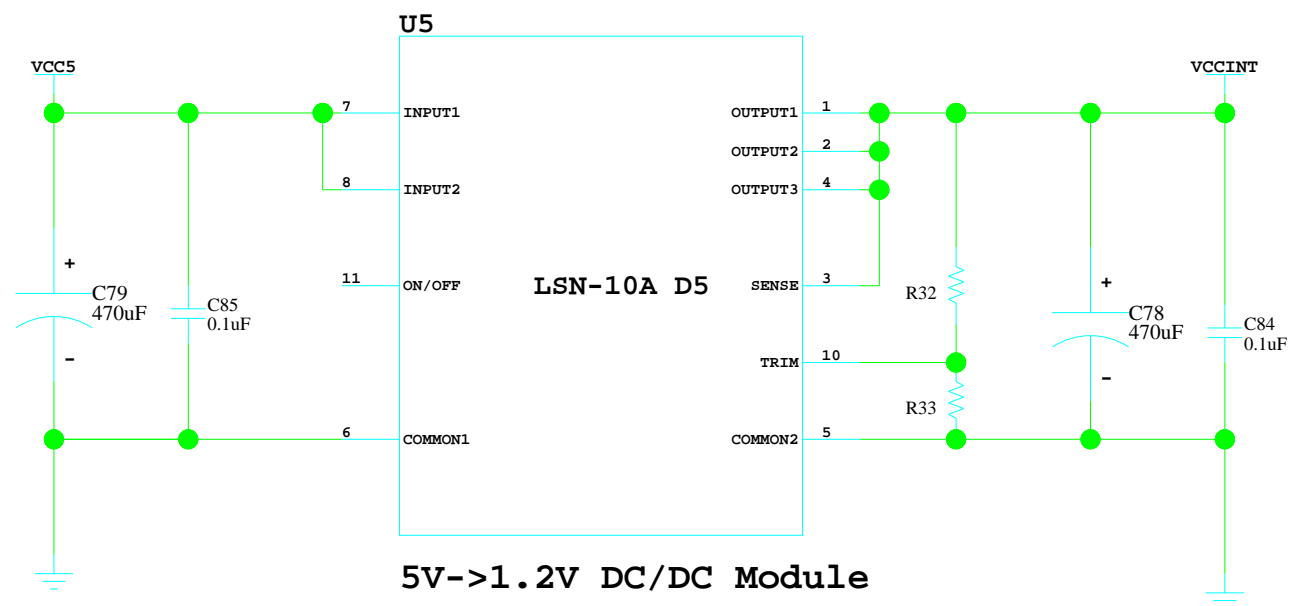 U5
VCC5
VCCINT
7
INPUT1
OUTPUT1
1
OUTPUT2
2
8
INPUT2
OUTPUT3
4
11
ON/OFF
LSN-10A D5
SENSE
3
+
C79
470uF
-
C85
0.1uF
R32
+
C78
470uF
-
C84
0.1uF
TRIM
10
R33
6
COMMON1
COMMON2
5
5V->1.2V DC/DC Module